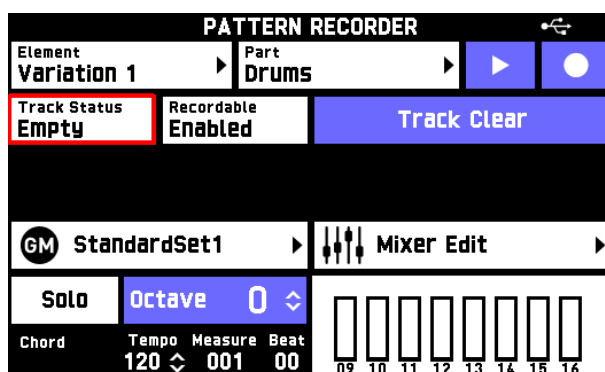 PATTERN RECORDER
Element
Variation 1
Part
Drums
Track Status
Empty
Recordable
Enabled
Track Clear
GM StandardSet1
Mixer Edit
Solo
Octave 0
Chord
Tempo Measure Beat
120 001 00
09 10 11 12 13 14 15 16